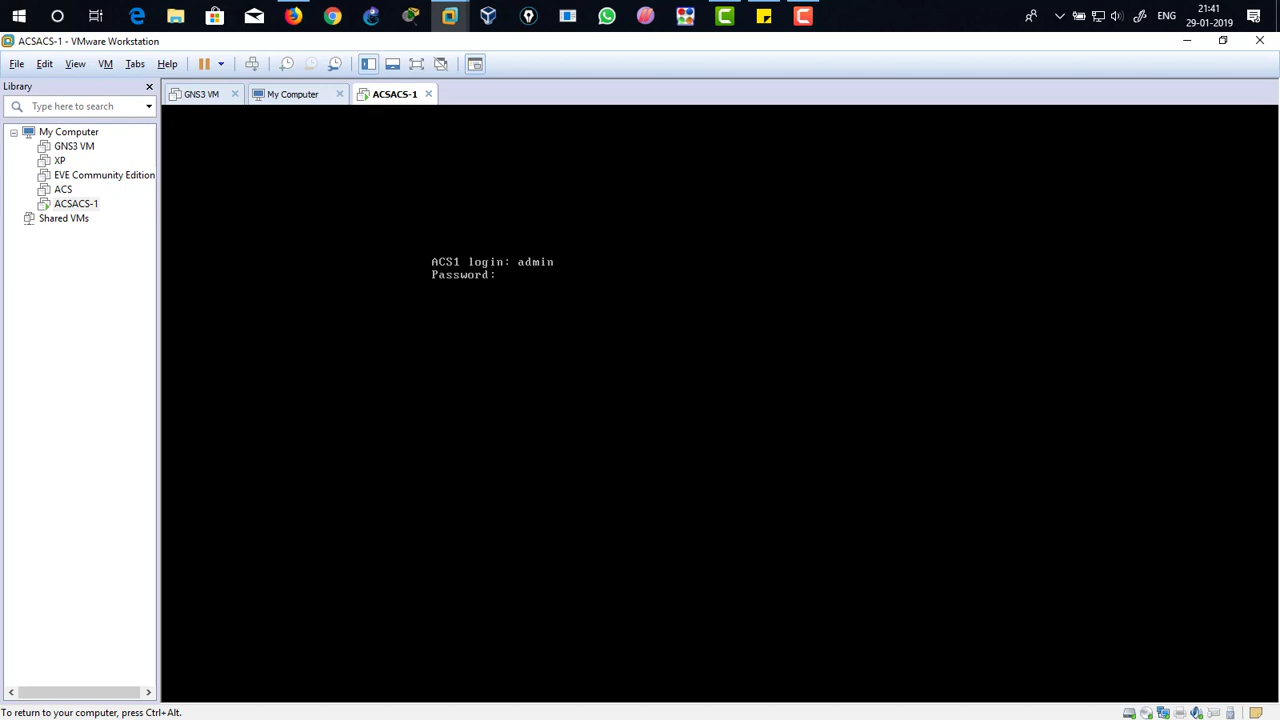 21:41
ENG
29-01-2019
ACSACS-1 - VMware Workstation
File Edit View VM Tabs Help
Library
Type here to search
My Computer
GNS3 VM
XP
EVE Community Edition
ACS
ACSACS-1
Shared VMs
GNS3 VM My Computer ACSACS-1
ACS1 login: admin
Password:
To return to your computer, press Ctrl+Alt.